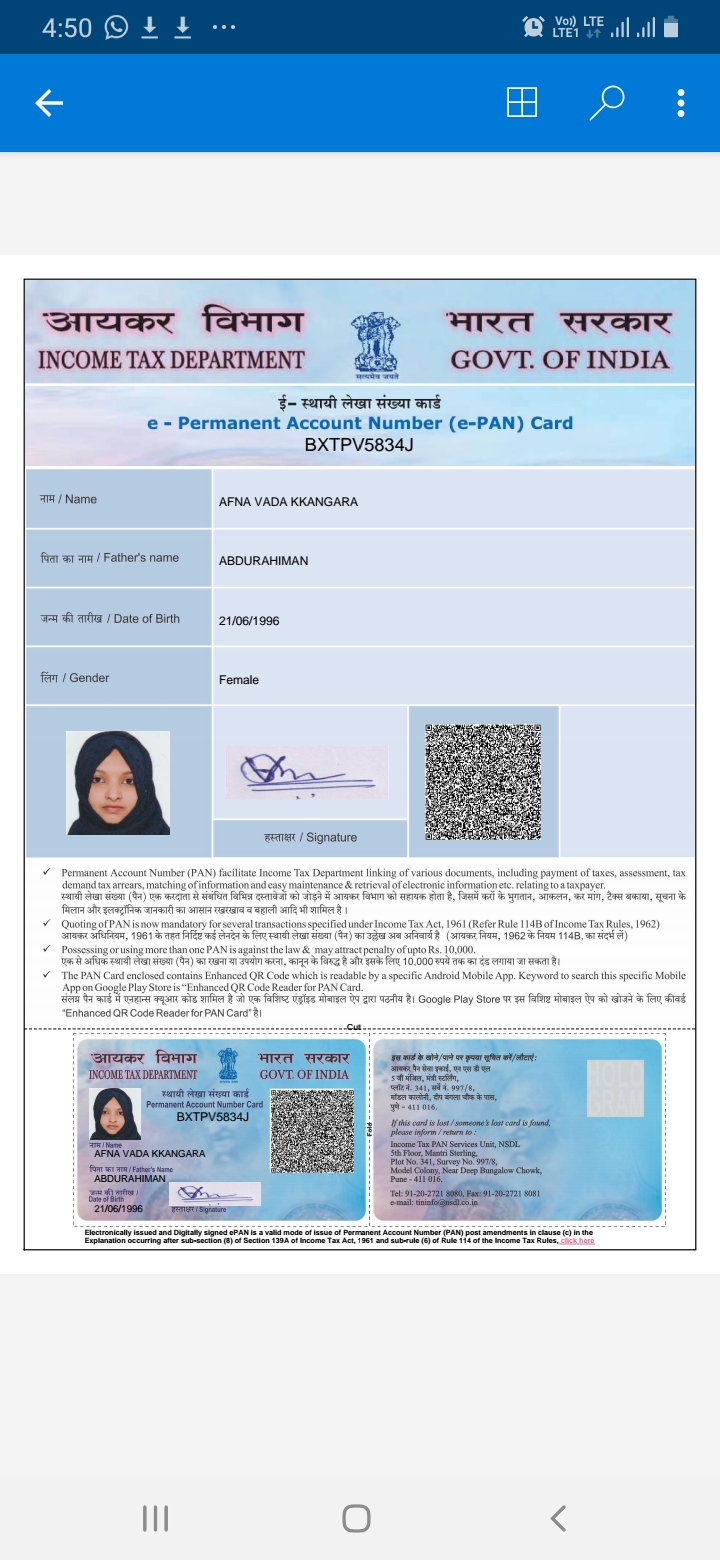 4:50
Vo)) LTE
LTE1
आयकर विभाग भारत सरकार
INCOME TAX DEPARTMENT GOVT. OF INDIA
सत्यमेव जयते
ई- स्थायी लेखा संख्या कार्ड
e - Permanent Account Number (e-PAN) Card
BXTPV5834J
नाम / Name AFNA VADA KKANGARA
पिता का नाम / Father's name ABDURAHIMAN
जन्म की तारीख / Date of Birth 21/06/1996
लिंग / Gender Female
हस्ताक्षर / Signature
✓ Permanent Account Number (PAN) facilitate Income Tax Department linking of various documents, including payment of taxes, assessment, tax
demand tax arrears, matching of information and easy maintenance & retrieval of electronic information etc. relating to a taxpayer.
स्थायी लेखा संख्या (पैन) एक करदाता से संबंधित विभिन्न दस्तावेजों को जोड़ने में आयकर विभाग को सहायक होता है, जिसमें करों के भुगतान, आकलन, कर मांग, टैक्स बकाया, सूचना के
मिलान और इलक्ट्रॉनिक जानकारी का आसान रखरखाव व बहाली आदि भी शामिल है ।
✓ Quoting of PAN is now mandatory for several transactions specified under Income Tax Act, 1961 (Refer Rule 114B of Income Tax Rules, 1962)
आयकर अधिनियम, 1961 के तहत निर्दिष्ट कई लेनदेन के लिए स्थायी लेखा संख्या (पैन) का उल्लेख अब अनिवार्य है (आयकर नियम, 1962 के नियम 114B, का संदर्भ लें)
✓ Possessing or using more than one PAN is against the law & may attract penalty of upto Rs. 10,000.
एक से अधिक स्थायी लेखा संख्या (पैन) का रखना या उपयोग करना, कानून के विरुद्ध है और इसके लिए 10,000 रुपये तक का दंड लगाया जा सकता है।
✓ The PAN Card enclosed contains Enhanced QR Code which is readable by a specific Android Mobile App. Keyword to search this specific Mobile
App on Google Play Store is “Enhanced QR Code Reader for PAN Card.
संलग्न पैन कार्ड में एनहान्स क्यूआर कोड शामिल है जो एक विशिष्ट एंड्रॉइड मोबाइल ऐप द्वारा पठनीय है। Google Play Store पर इस विशिष्ट मोबाइल ऐप को खोजने के लिए कीवर्ड
“Enhanced QR Code Reader for PAN Card” है।
Cut
आयकर विभाग भारत सरकार
INCOME TAX DEPARTMENT GOVT. OF INDIA
स्थायी लेखा संख्या कार्ड
Permanent Account Number Card
BXTPV5834J
नाम / Name
AFNA VADA KKANGARA
पिता का नाम / Father's Name
ABDURAHIMAN
जन्म की तारीख /
Date of Birth
21/06/1996
हस्ताक्षर / Signature
Fold
इस कार्ड के खोने/पाने पर कृपया सूचित करें/लौटाएं:
आयकर पैन सेवा इकाई, एन एस डी एल
5 वी मंजिल, मंत्री स्टर्लिंग,
प्लॉट नं. 341, सर्वे नं. 997/8,
मॉडल कालोनी, दीप बंगला चौक के पास,
पुणे - 411 016.
If this card is lost / someone's lost card is found,
please inform / return to :
Income Tax PAN Services Unit, NSDL
5th Floor, Mantri Sterling,
Plot No. 341, Survey No. 997/8,
Model Colony, Near Deep Bungalow Chowk,
Pune - 411 016.
Tel: 91-20-2721 8080, Fax: 91-20-2721 8081
e-mail: tininfo@nsdl.co.in
Electronically issued and Digitally signed ePAN is a valid mode of issue of Permanent Account Number (PAN) post amendments in clause (c) in the
Explanation occurring after sub-section (8) of Section 139A of Income Tax Act, 1961 and sub-rule (6) of Rule 114 of the Income Tax Rules, click here